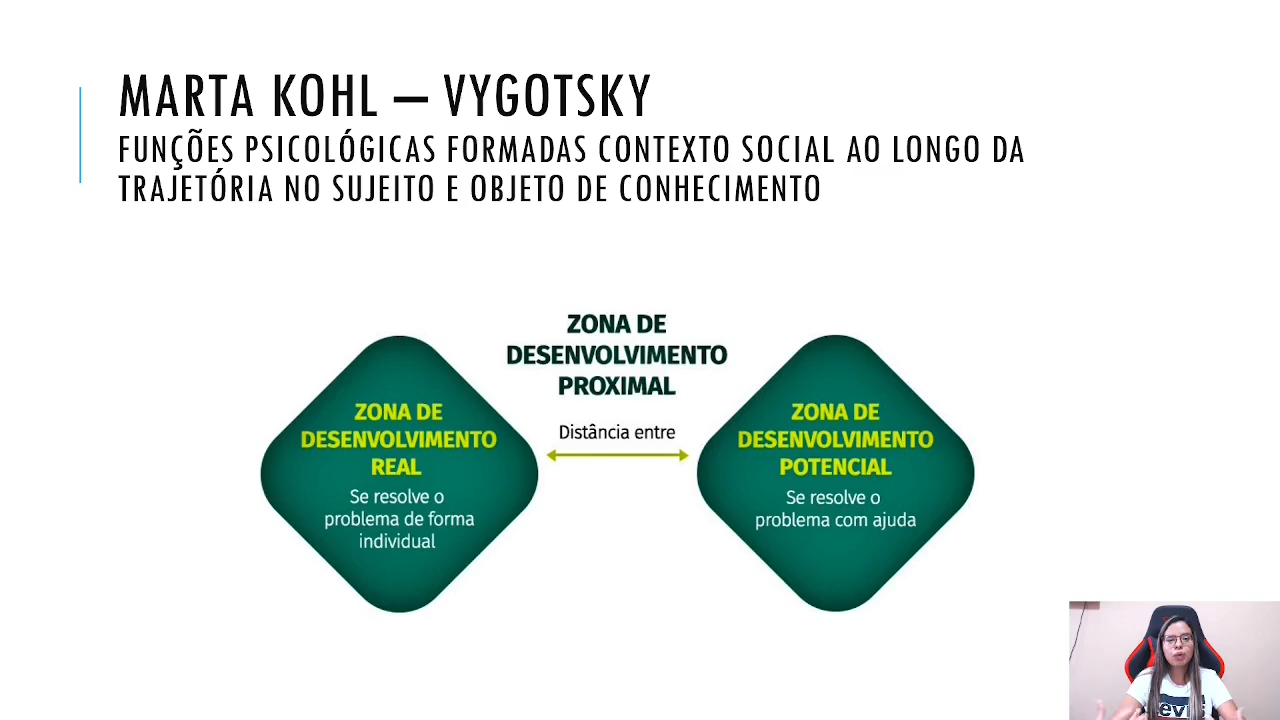 MARTA KOHL – VYGOTSKY
FUNÇÕES PSICOLÓGICAS FORMADAS CONTEXTO SOCIAL AO LONGO DA
TRAJETÓRIA NO SUJEITO E OBJETO DE CONHECIMENTO
ZONA DE
DESENVOLVIMENTO
PROXIMAL
Distância entre
ZONA DE
DESENVOLVIMENTO
REAL
Se resolve o
problema de forma
individual
ZONA DE
DESENVOLVIMENTO
POTENCIAL
Se resolve o
problema com ajuda